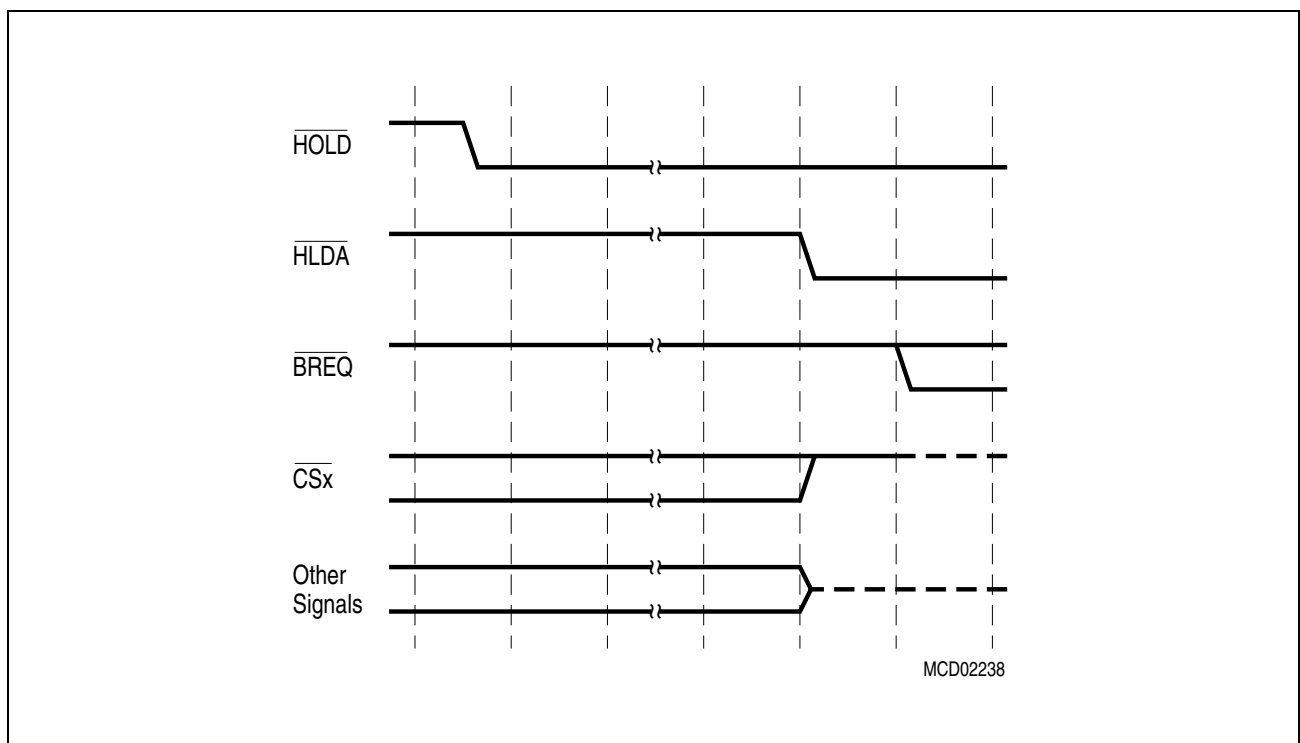 HOLD
HLDA
BREQ
CSx
Other
Signals
MCD02238